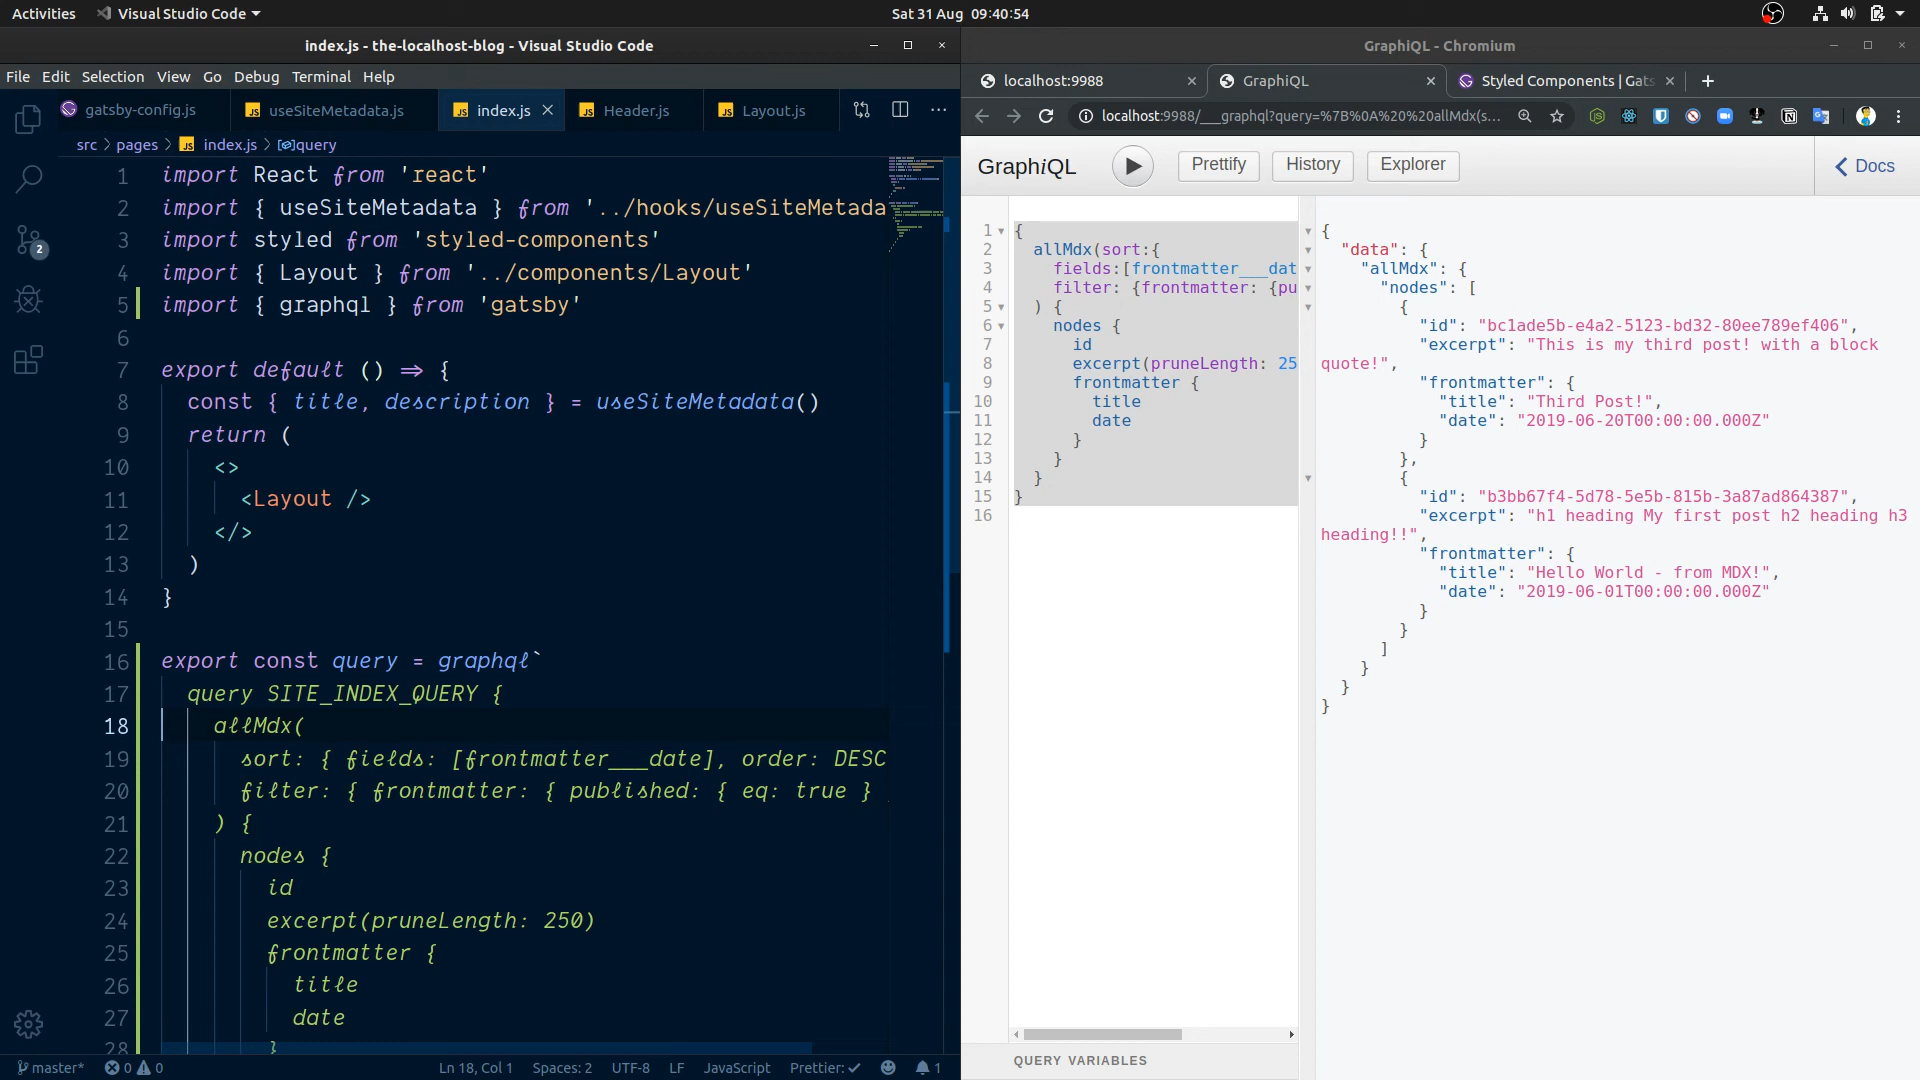 Activities Visual Studio Code Sat 31 Aug 09:40:54
index.js - the-localhost-blog - Visual Studio Code
File Edit Selection View Go Debug Terminal Help
gatsby-config.js useSiteMetadata.js index.js Header.js Layout.js
src pages index.js query
1 import React from 'react'
2 import { useSiteMetadata } from '../hooks/useSiteMetada
3 import styled from 'styled-components'
4 import { Layout } from '../components/Layout'
5 import { graphql } from 'gatsby'
6
7 export default () => {
8 const { title, description } = useSiteMetadata()
9 return (
10 <>
11 <Layout />
12 </>
13 )
14 }
15
16 export const query = graphql`
17 query SITE_INDEX_QUERY {
18 allMdx(
19 sort: { fields: [frontmatter___date], order: DESC
20 filter: { frontmatter: { published: { eq: true }
21 ) {
22 nodes {
23 id
24 excerpt(pruneLength: 250)
25 frontmatter {
26 title
27 date
28 }
2
master* 0 0 Ln 18, Col 1 Spaces: 2 UTF-8 LF JavaScript Prettier: 1
GraphiQL - Chromium
localhost:9988 GraphiQL Styled Components | Gats
localhost:9988/___graphql?query=%7B%0A%20%20allMdx(s...
GraphiQL Prettify History Explorer Docs
1 {
2 allMdx(sort:{
3 fields:[frontmatter___dat
4 filter: {frontmatter: {pu
5 ) {
6 nodes {
7 id
8 excerpt(pruneLength: 25
9 frontmatter {
10 title
11 date
12 }
13 }
14 }
15 }
16
QUERY VARIABLES
{
"data": {
"allMdx": {
"nodes": [
{
"id": "bc1ade5b-e4a2-5123-bd32-80ee789ef406",
"excerpt": "This is my third post! with a block
quote!",
"frontmatter": {
"title": "Third Post!",
"date": "2019-06-20T00:00:00.000Z"
}
},
{
"id": "b3bb67f4-5d78-5e5b-815b-3a87ad864387",
"excerpt": "h1 heading My first post h2 heading h3
heading!!",
"frontmatter": {
"title": "Hello World - from MDX!",
"date": "2019-06-01T00:00:00.000Z"
}
}
]
}
}
}